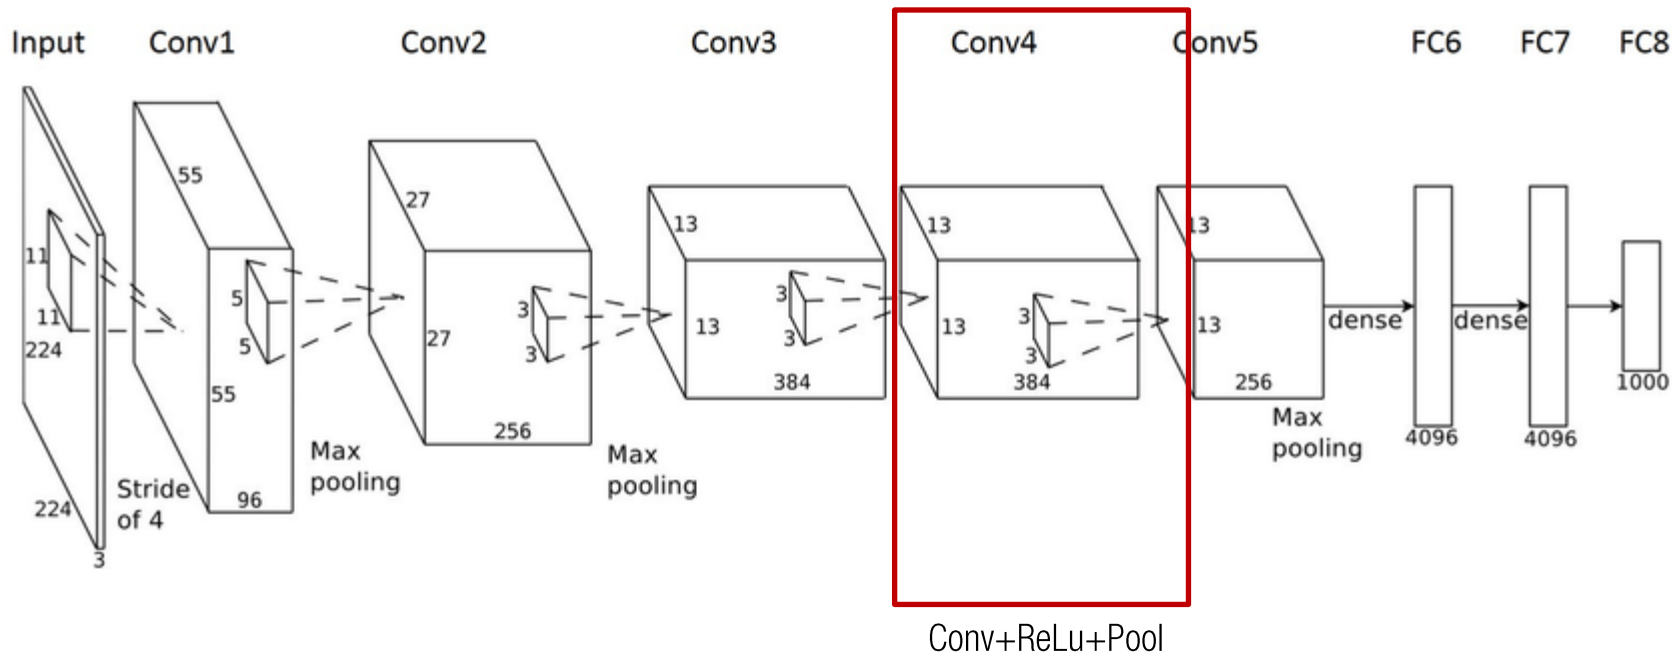 Input Conv1 Conv2 Conv3 Conv4 Conv5 FC6 FC7 FC8
11
11
224
224
3
Stride
of 4
55
55
96
5
5
Max
pooling
27
27
256
3
3
Max
pooling
13
13
384
3
3
13
13
384
3
3
13
13
256
Max
pooling
dense
4096
dense
4096
1000
Conv+ReLu+Pool